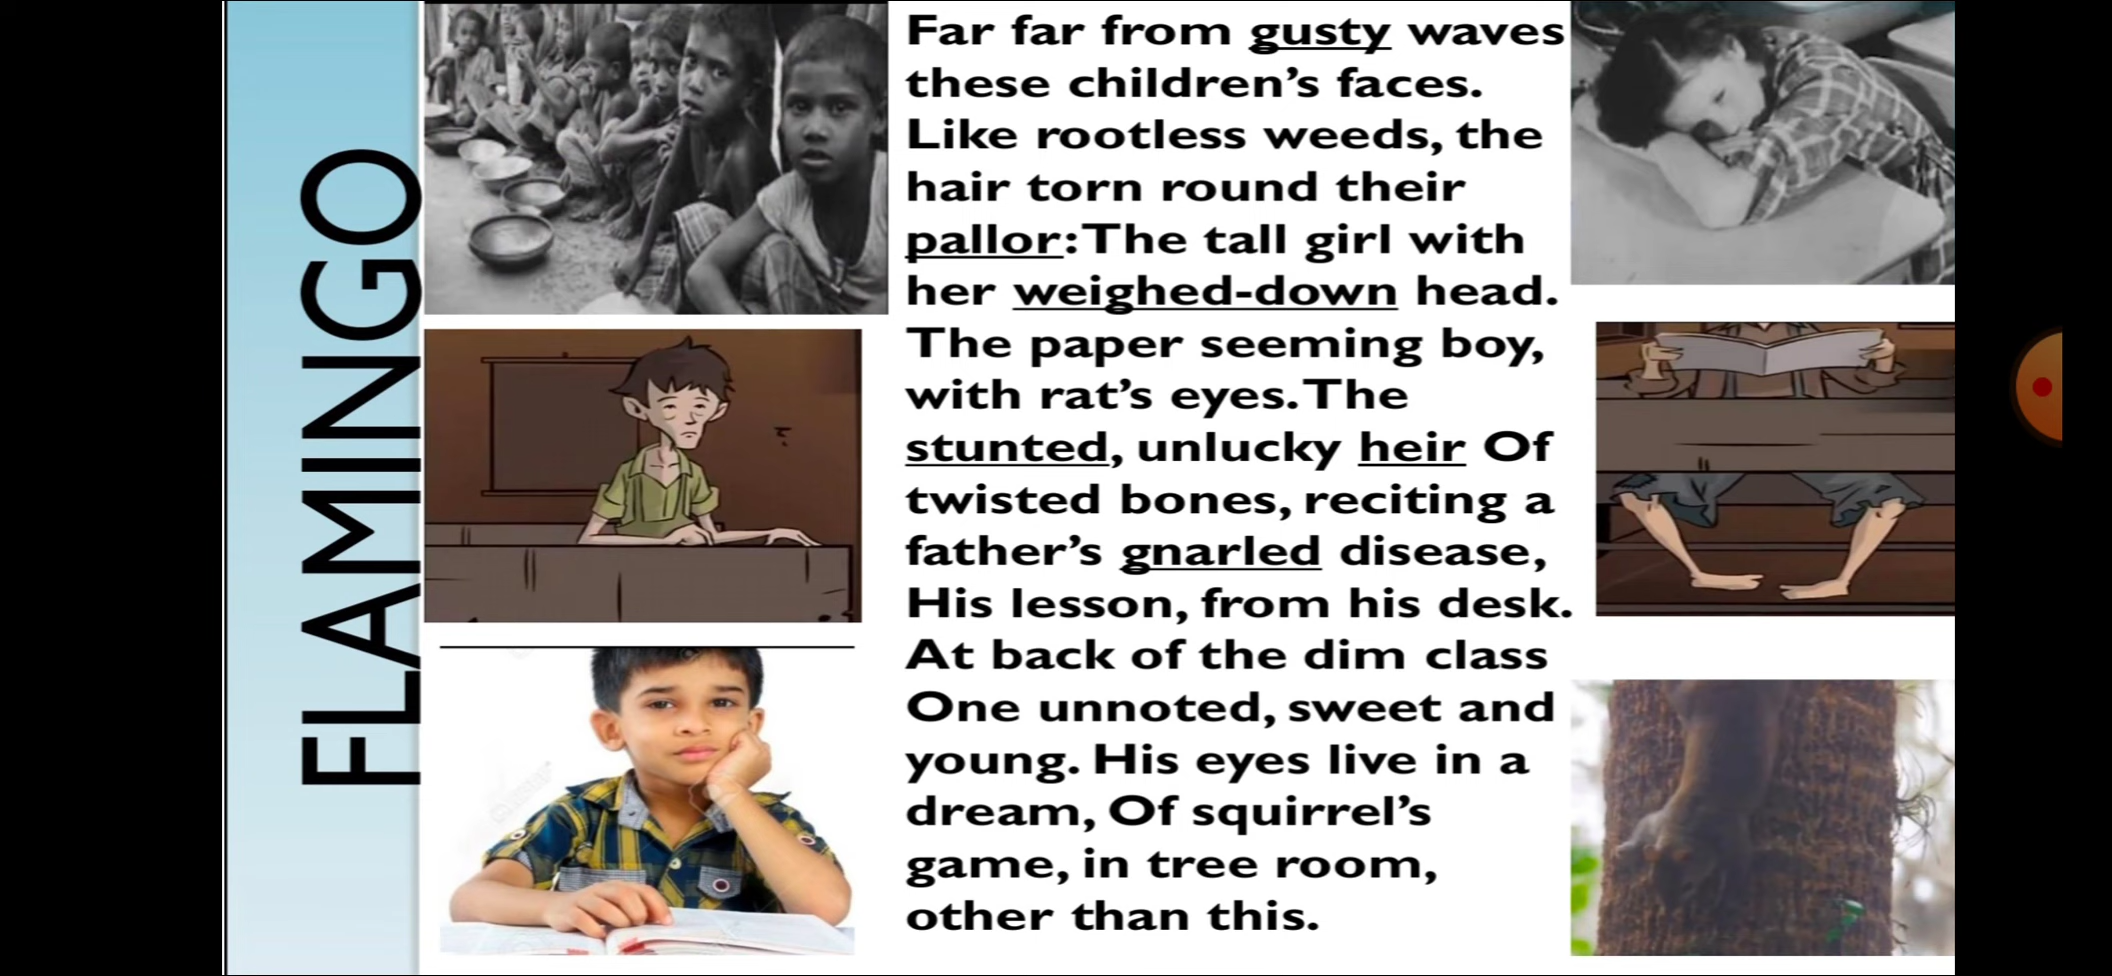 FLAMINGO
Far far from gusty waves
these children’s faces.
Like rootless weeds, the
hair torn round their
pallor:The tall girl with
her weighed-down head.
The paper seeming boy,
with rat’s eyes.The
stunted, unlucky heir Of
twisted bones, reciting a
father’s gnarled disease,
His lesson, from his desk.
At back of the dim class
One unnoted, sweet and
young. His eyes live in a
dream, Of squirrel’s
game, in tree room,
other than this.